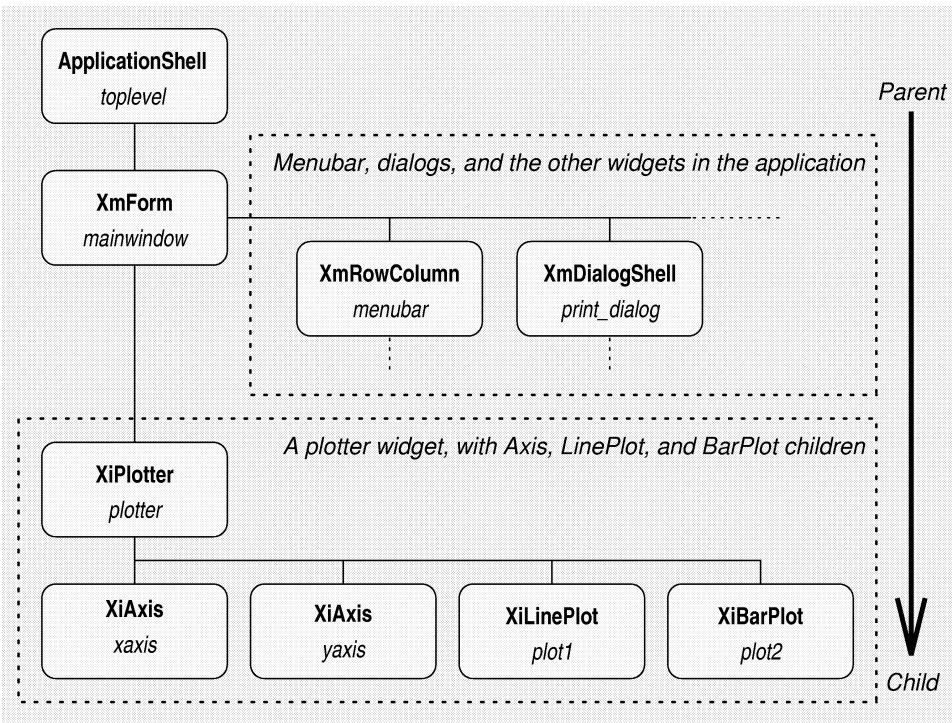 ApplicationShell
toplevel
Parent
Menubar, dialogs, and the other widgets in the application
XmForm
mainwindow
XmRowColumn
menubar
XmDialogShell
print_dialog
A plotter widget, with Axis, LinePlot, and BarPlot children
XiPlotter
plotter
XiAxis
xaxis
XiAxis
yaxis
XiLinePlot
plot1
XiBarPlot
plot2
Child